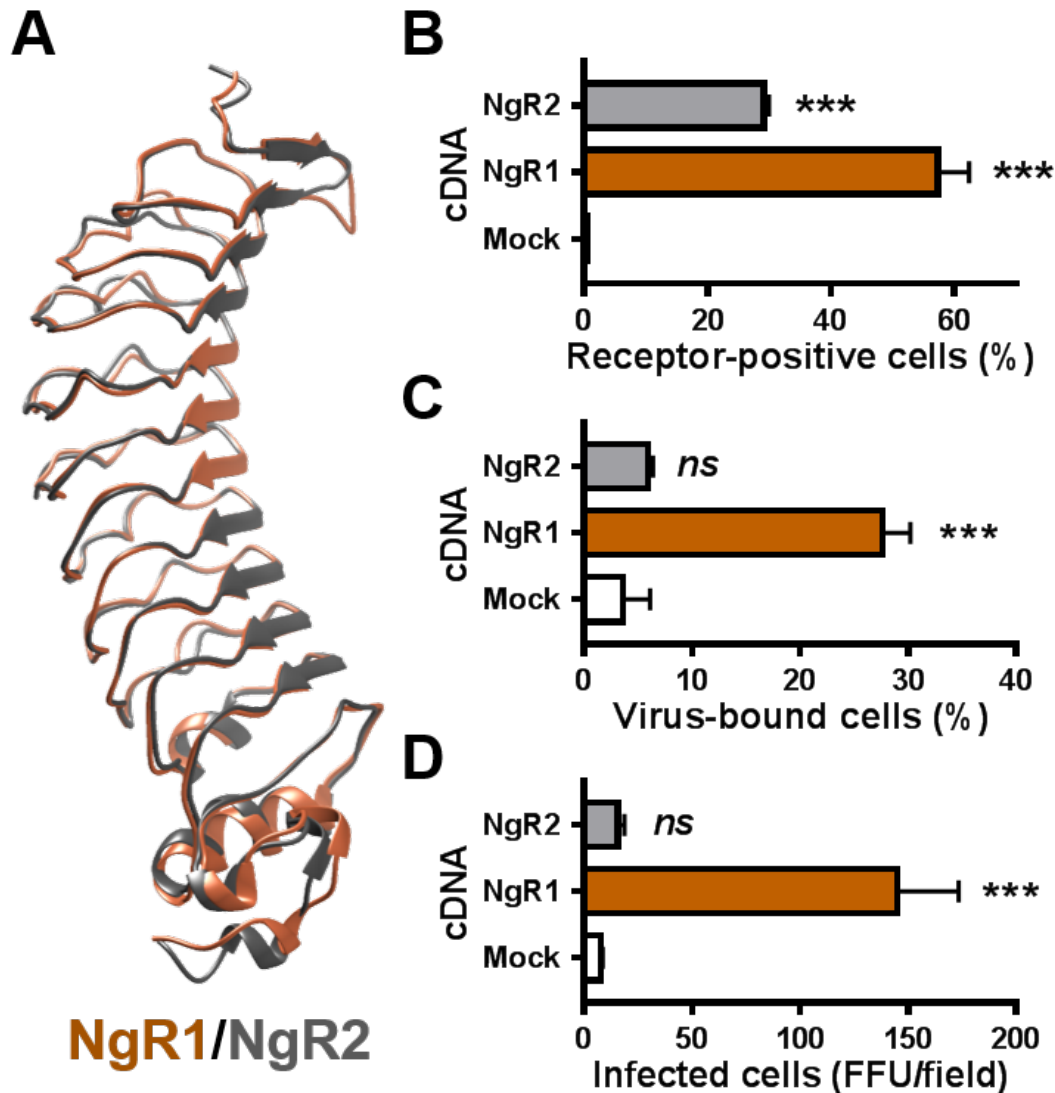 A
NgR1/NgR2
B
cDNA
NgR2
***
NgR1
***
Mock
0
20
40
60
Receptor-positive cells (%)
C
cDNA
NgR2
ns
NgR1
***
Mock
0
10
20
30
40
Virus-bound cells (%)
D
cDNA
NgR2
ns
NgR1
***
Mock
0
50
100
150
200
Infected cells (FFU/field)